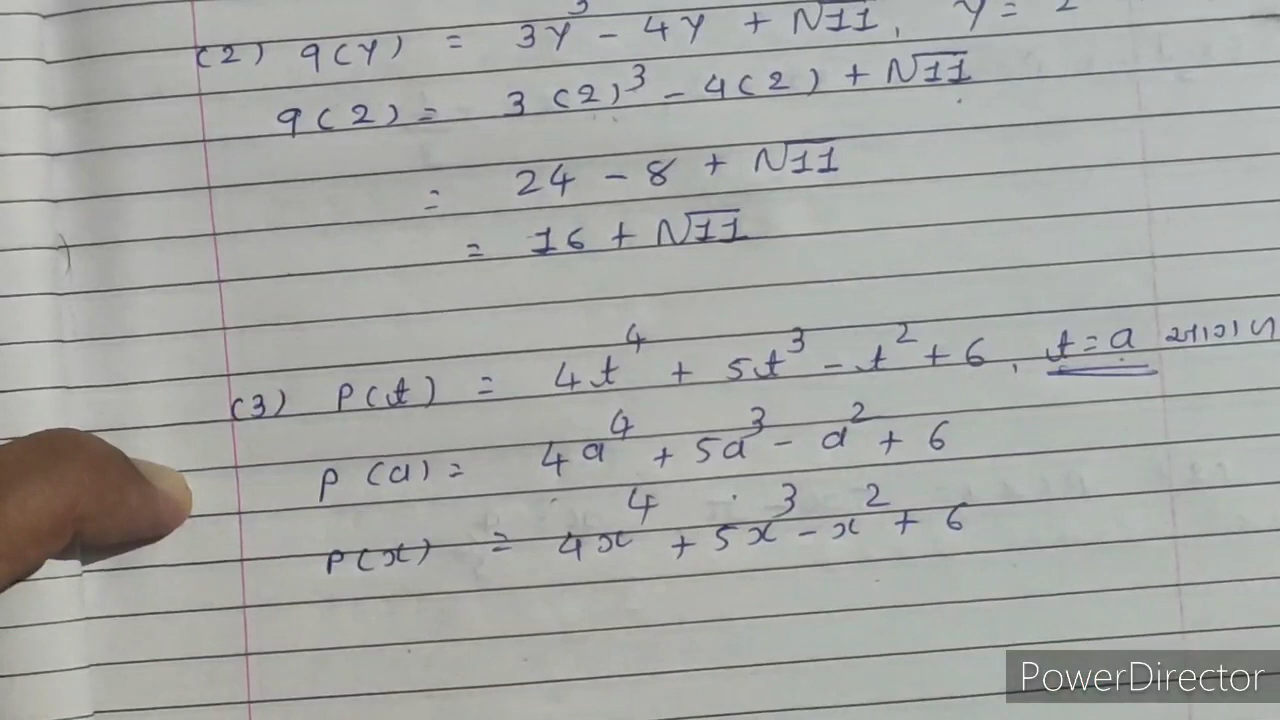 (2) q(y) = 3y³ - 4y + √11, y = 2
q(2) = 3(2)³ - 4(2) + √11
= 24 - 8 + √11
= 16 + √11
(3) p(t) = 4t⁴ + 5t³ - t² + 6, t = a
p(a) = 4a⁴ + 5a³ - a² + 6
p(x) = 4x⁴ + 5x³ - x² + 6
PowerDirector